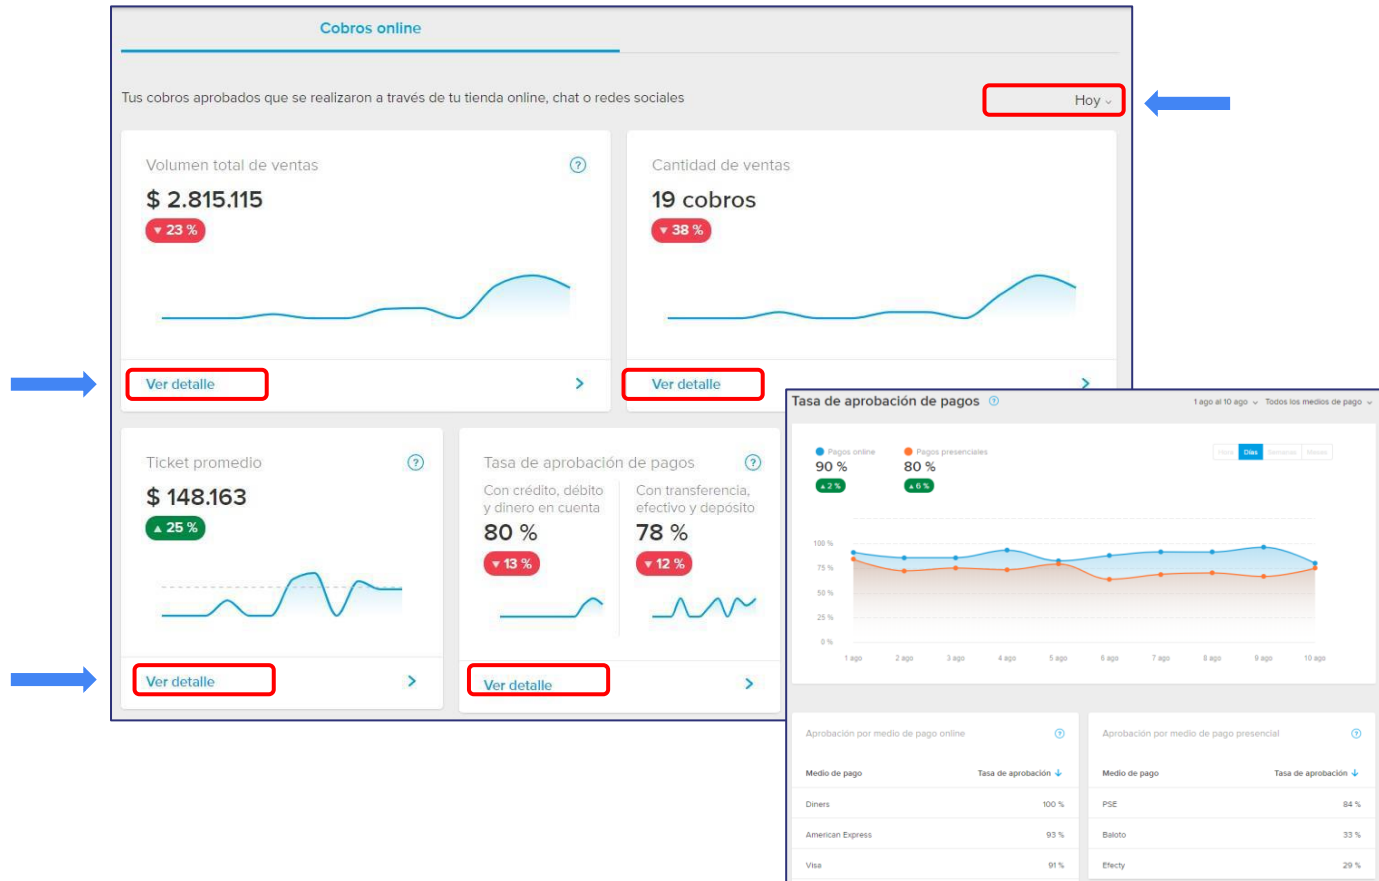 Cobros online
Tus cobros aprobados que se realizaron a través de tu tienda online, chat o redes sociales
Hoy
Volumen total de ventas
$ 2.815.115
23 %
Ver detalle
Cantidad de ventas
19 cobros
38 %
Ver detalle
Ticket promedio
$ 148.163
25 %
Ver detalle
Tasa de aprobación de pagos
Con crédito, débito
y dinero en cuenta
80 %
13 %
Con transferencia,
efectivo y depósito
78 %
12 %
Ver detalle
Tasa de aprobación de pagos
1 ago al 10 ago
Todos los medios de pago
Pagos online
90 %
2 %
Pagos presenciales
80 %
6 %
Hora Días Semanas Meses
100 %
75 %
50 %
25 %
0 %
1 ago 2 ago 3 ago 4 ago 5 ago 6 ago 7 ago 8 ago 9 ago 10 ago
Aprobación por medio de pago online
Medio de pago Tasa de aprobación
Diners 100 %
American Express 93 %
Visa 91 %
Aprobación por medio de pago presencial
Medio de pago Tasa de aprobación
PSE 84 %
Baloto 33 %
Efecty 29 %